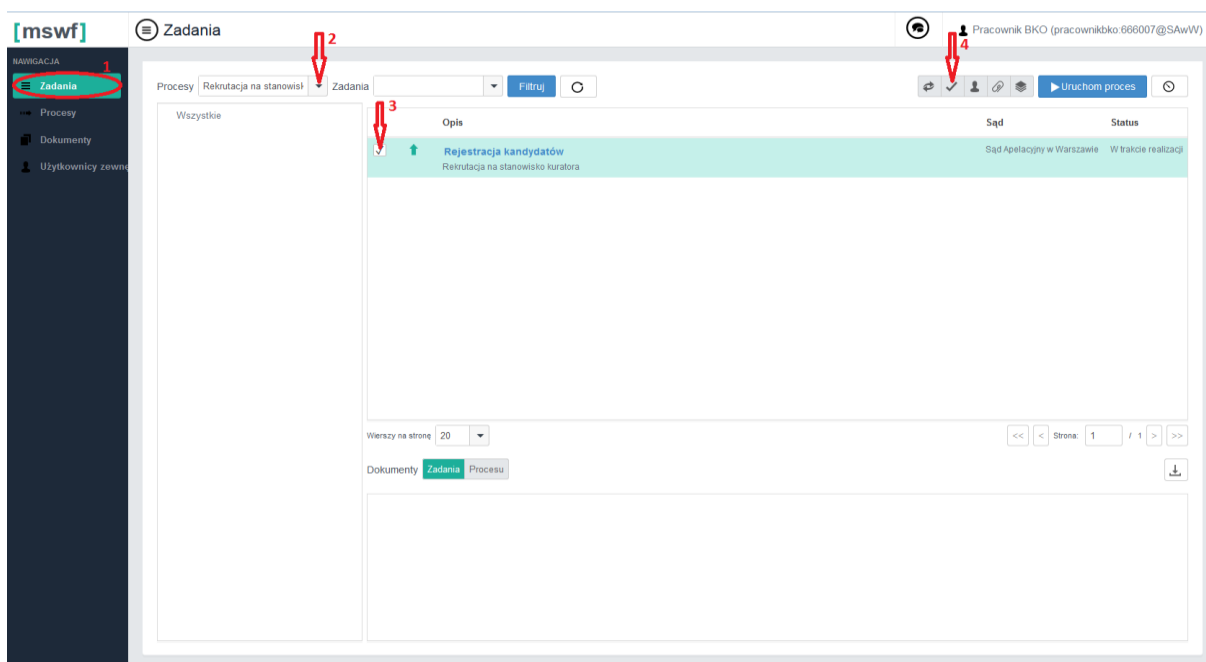 [mswf]
Zadania
2
Pracownik BKO (pracownikbko:666007@SAwW)
4
NAWIGACJA
1
Zadania
Procesy
Dokumenty
Użytkownicy zewnę
Procesy Rekrutacja na stanowisk Zadania Filtruj
Uruchom proces
3
Wszystkie
Opis Sąd Status
Rejestracja kandydatów Sąd Apelacyjny w Warszawie W trakcie realizacji
Rekrutacja na stanowisko kuratora
Wierszy na stronę 20
<< < Strona: 1 / 1 > >>
Dokumenty Zadania Procesu